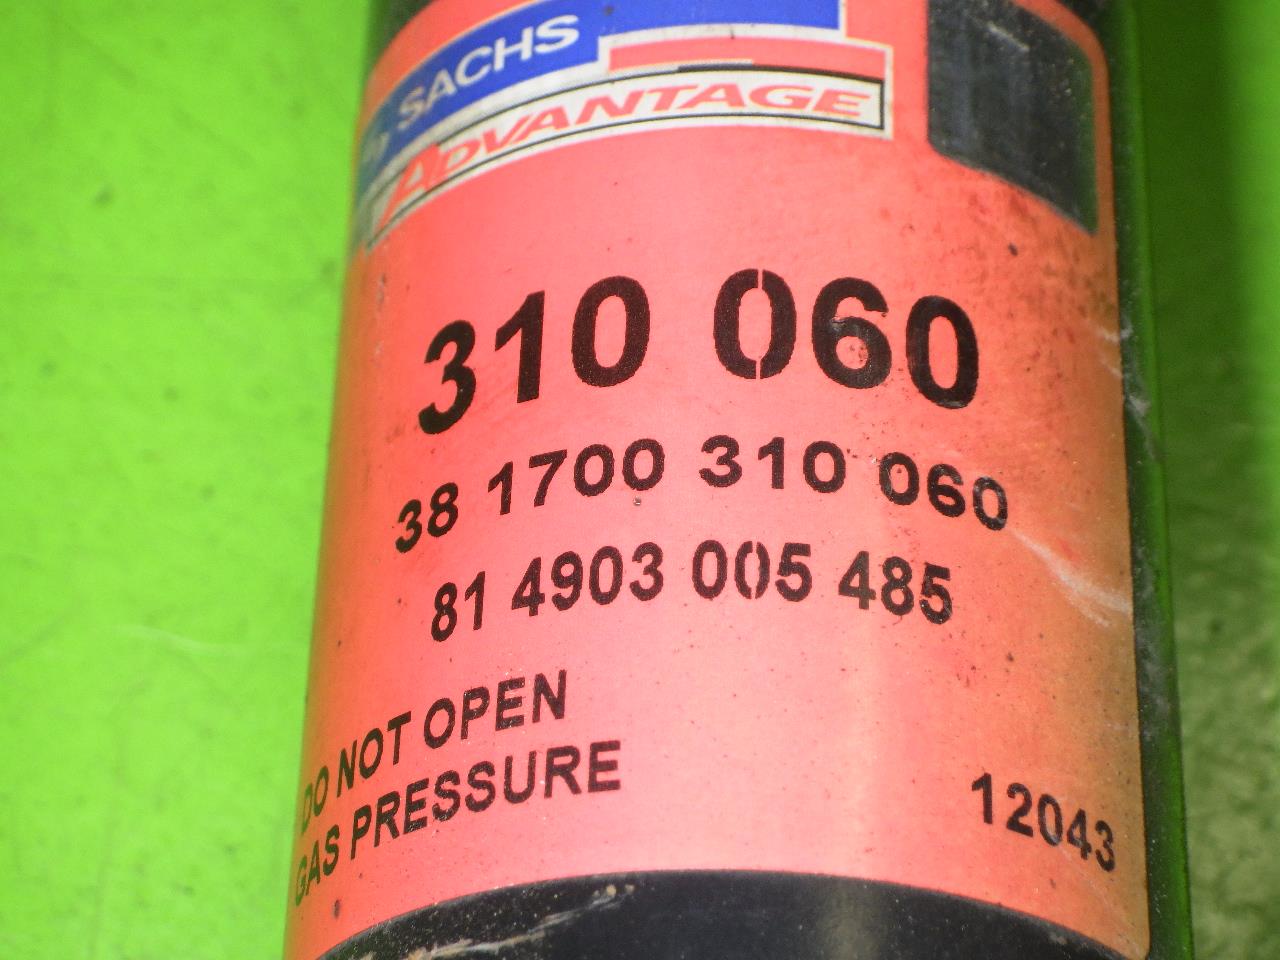 SACHS
ADVANTAGE
310 060
38 1700 310 060
81 4903 005 485
DO NOT OPEN
GAS PRESSURE
12043